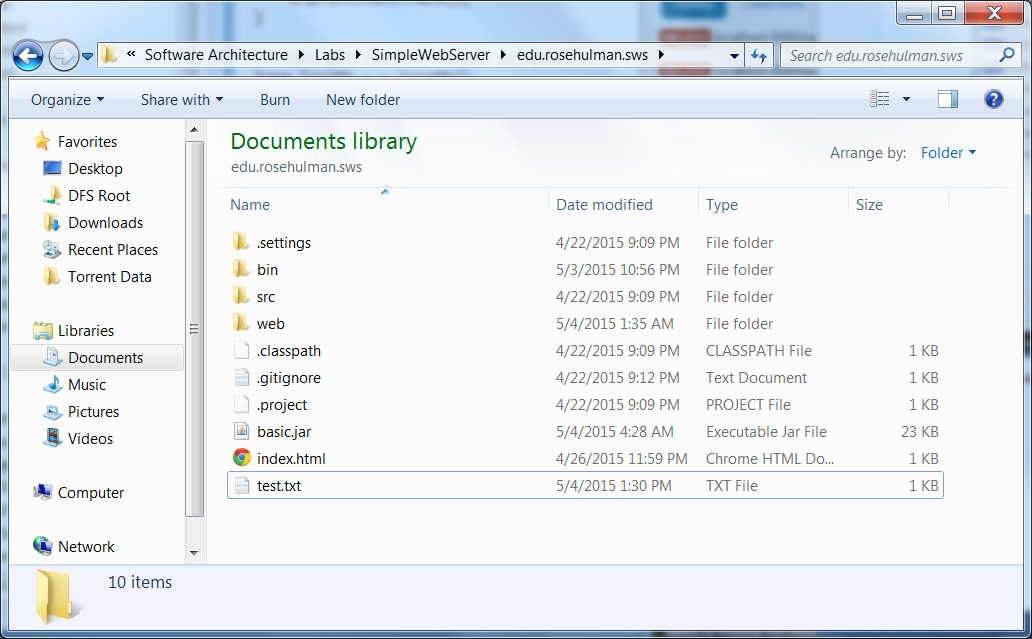 « Software Architecture Labs SimpleWebServer edu.rosehulman.sws
Search edu.rosehulman.sws
Organize Share with Burn New folder
Favorites
Desktop
DFS Root
Downloads
Recent Places
Torrent Data
Libraries
Documents
Music
Pictures
Videos
Computer
Network
Documents library
edu.rosehulman.sws
Arrange by: Folder
Name Date modified Type Size
.settings 4/22/2015 9:09 PM File folder
bin 5/3/2015 10:56 PM File folder
src 4/22/2015 9:09 PM File folder
web 5/4/2015 1:35 AM File folder
.classpath 4/22/2015 9:09 PM CLASSPATH File 1 KB
.gitignore 4/22/2015 9:12 PM Text Document 1 KB
.project 4/22/2015 9:09 PM PROJECT File 1 KB
basic.jar 5/4/2015 4:28 AM Executable Jar File 23 KB
index.html 4/26/2015 11:59 PM Chrome HTML Do... 1 KB
test.txt 5/4/2015 1:30 PM TXT File 1 KB
10 items